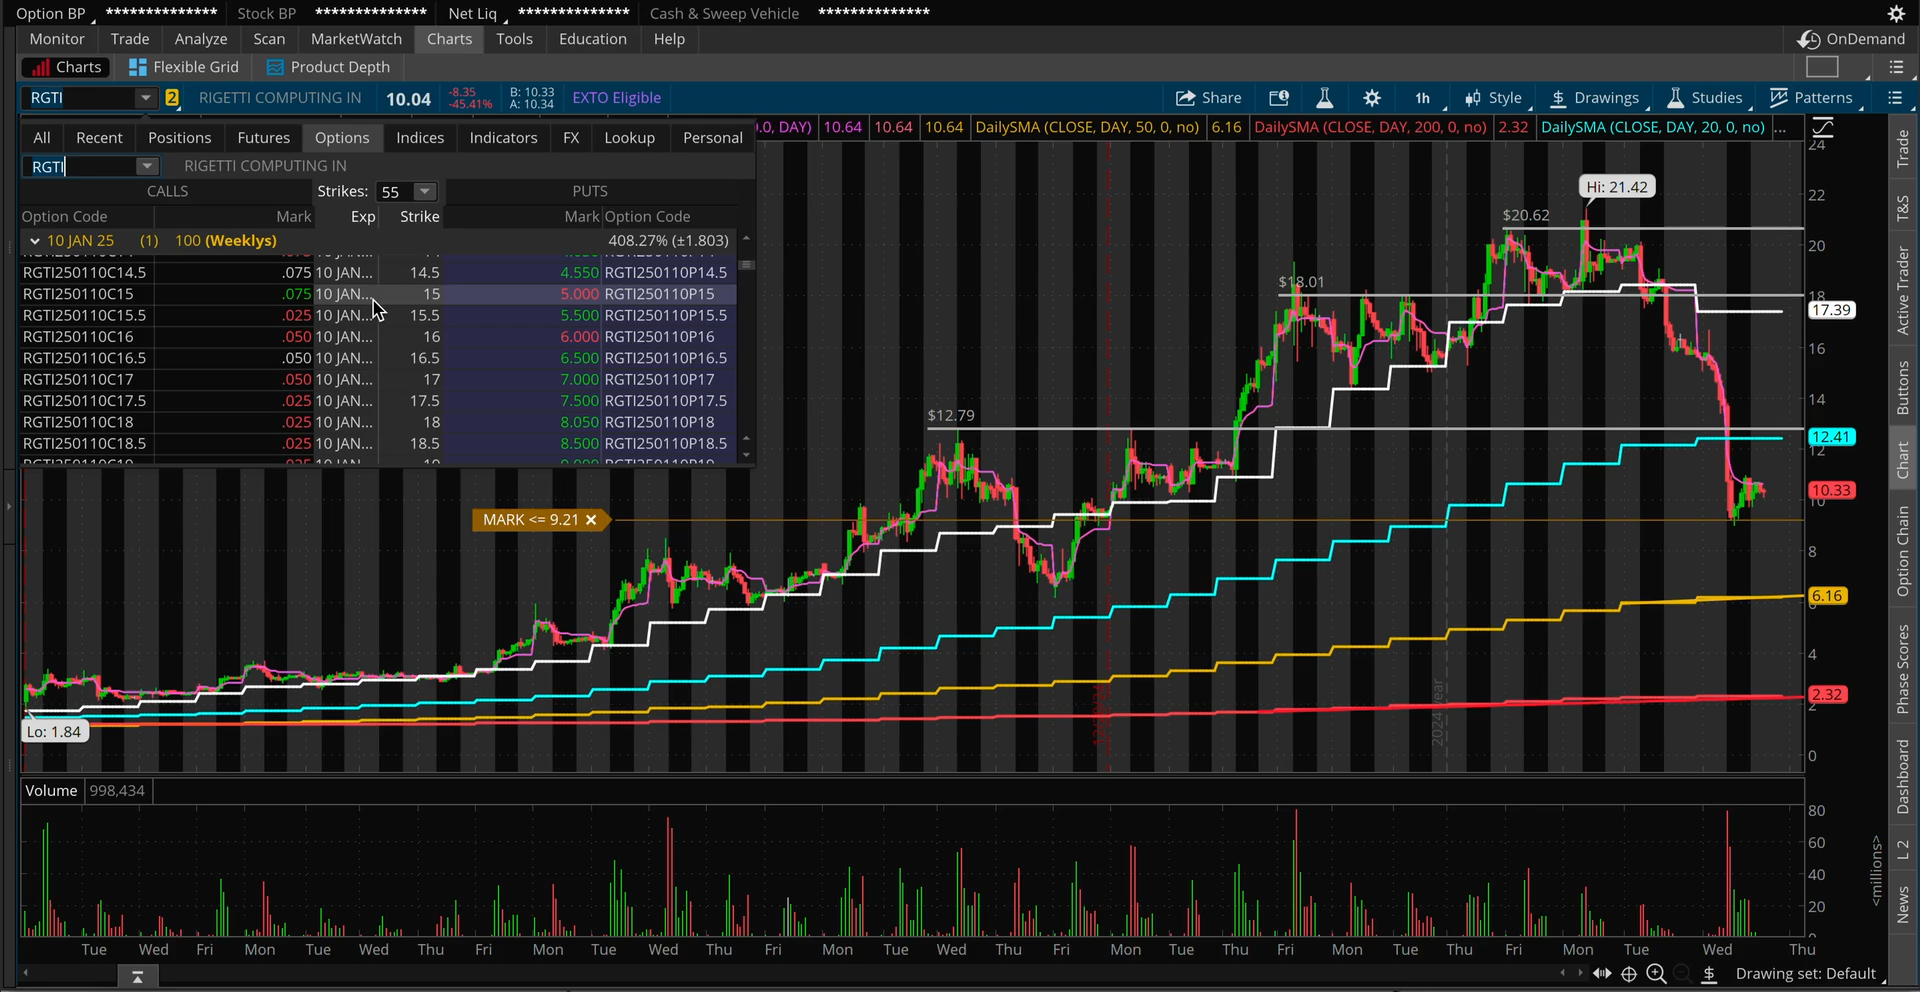 Option BP ************** Stock BP ************** Net Liq ************** Cash & Sweep Vehicle **************
Monitor Trade Analyze Scan MarketWatch Charts Tools Education Help OnDemand
Charts Flexible Grid Product Depth
RGTI 2 RIGETTI COMPUTING IN 10.04 -8.35 -45.41% B: 10.33 A: 10.34 EXTO Eligible Share 1h Style $ Drawings Studies Patterns
All Recent Positions Futures Options Indices Indicators FX Lookup Personal
.0, DAY) 10.64 10.64 10.64 DailySMA (CLOSE, DAY, 50, 0, no) 6.16 DailySMA (CLOSE, DAY, 200, 0, no) 2.32 DailySMA (CLOSE, DAY, 20, 0, no) ...
RGTI RIGETTI COMPUTING IN
CALLS Strikes: 55 PUTS
Option Code Mark Exp Strike Mark Option Code
10 JAN 25 (1) 100 (Weeklys) 408.27% (±1.803)
RGTI250110C14.5 .075 10 JAN... 14.5 4.550 RGTI250110P14.5
RGTI250110C15 .075 10 JAN... 15 5.000 RGTI250110P15
RGTI250110C15.5 .025 10 JAN... 15.5 5.500 RGTI250110P15.5
RGTI250110C16 .050 10 JAN... 16 6.000 RGTI250110P16
RGTI250110C16.5 .050 10 JAN... 16.5 6.500 RGTI250110P16.5
RGTI250110C17 .050 10 JAN... 17 7.000 RGTI250110P17
RGTI250110C17.5 .025 10 JAN... 17.5 7.500 RGTI250110P17.5
RGTI250110C18 .025 10 JAN... 18 8.050 RGTI250110P18
RGTI250110C18.5 .025 10 JAN... 18.5 8.500 RGTI250110P18.5
Hi: 21.42
$20.62
$18.01
$12.79
MARK <= 9.21 ×
Lo: 1.84
24
22
20
18
17.39
16
14
12.41
12
10.33
10
8
6.16
4
2.32
2
0
2024 year
Volume 998,434
80
60
40
20
<millions>
Tue Wed Fri Mon Tue Wed Thu Fri Mon Tue Wed Thu Fri Mon Tue Wed Thu Fri Mon Tue Thu Fri Mon Tue Thu Fri Mon Tue Wed Thu
$ Drawing set: Default
Trade
T&S
Active Trader
Buttons
Chart
Option Chain
Phase Scores
Dashboard
L 2
News